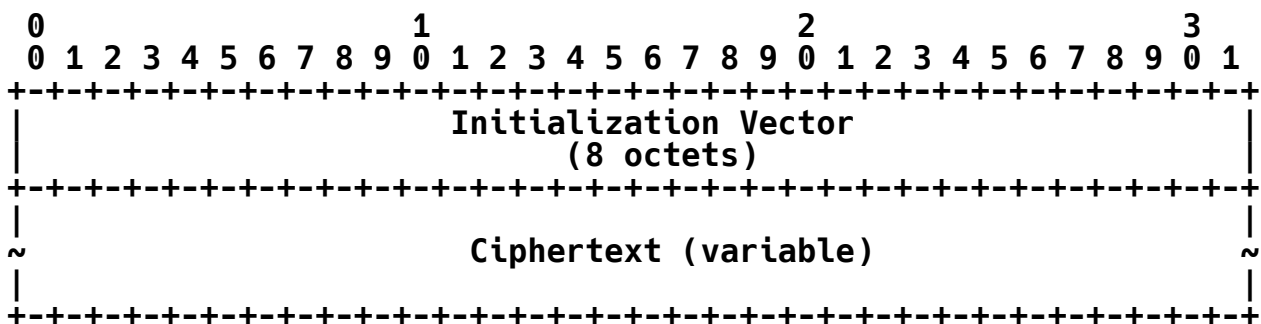 0                   1                   2                   3
 0 1 2 3 4 5 6 7 8 9 0 1 2 3 4 5 6 7 8 9 0 1 2 3 4 5 6 7 8 9 0 1
+-+-+-+-+-+-+-+-+-+-+-+-+-+-+-+-+-+-+-+-+-+-+-+-+-+-+-+-+-+-+-+-+
|                     Initialization Vector                     |
|                           (8 octets)                          |
+-+-+-+-+-+-+-+-+-+-+-+-+-+-+-+-+-+-+-+-+-+-+-+-+-+-+-+-+-+-+-+-+
|                                                               |
~                       Ciphertext (variable)                   ~
|                                                               |
+-+-+-+-+-+-+-+-+-+-+-+-+-+-+-+-+-+-+-+-+-+-+-+-+-+-+-+-+-+-+-+-+